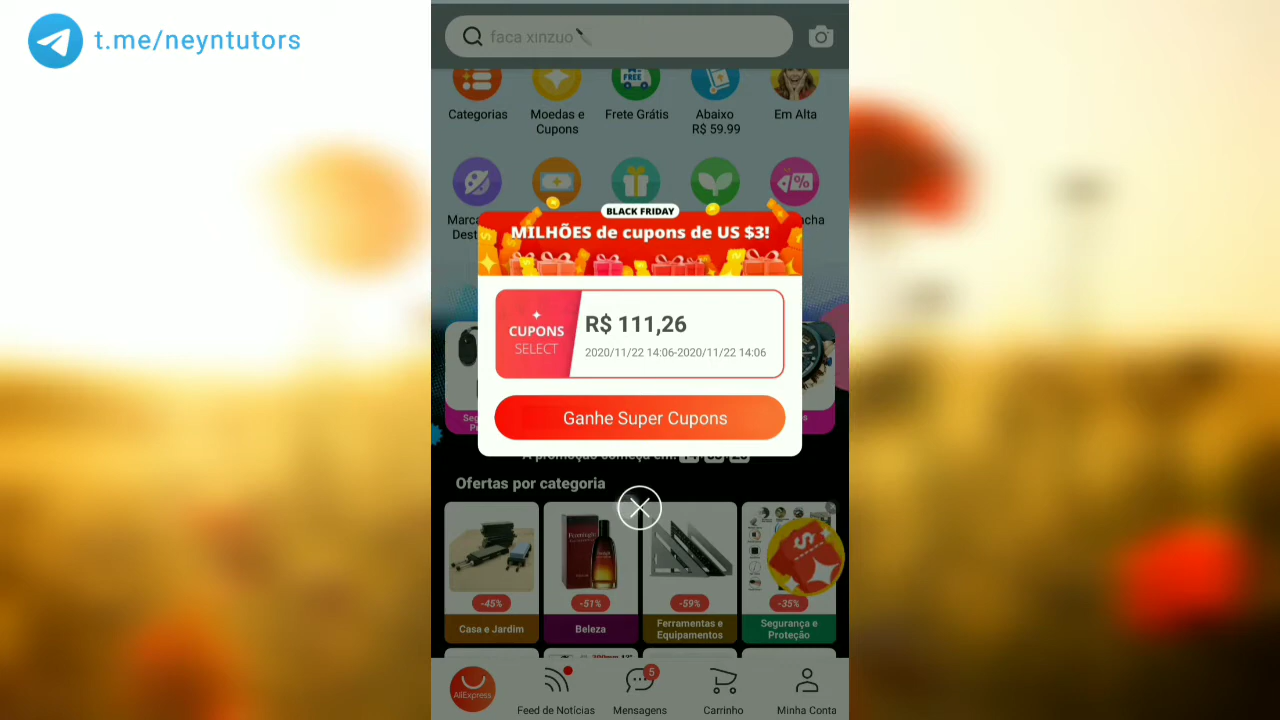 t.me/neyntutors
faca xinzuo
Categorias
Moedas e
Cupons
Frete Grátis
Abaixo
R$ 59.99
Em Alta
FREE
BLACK FRIDAY
MILHÕES de cupons de US $3!
CUPONS
SELECT
R$ 111,26
2020/11/22 14:06-2020/11/22 14:06
Ganhe Super Cupons
Ofertas por categoria
-45%
-51%
-59%
-35%
Casa e Jardim
Beleza
Ferramentas e
Equipamentos
Segurança e
Proteção
AliExpress
5
Feed de Notícias
Mensagens
Carrinho
Minha Conta